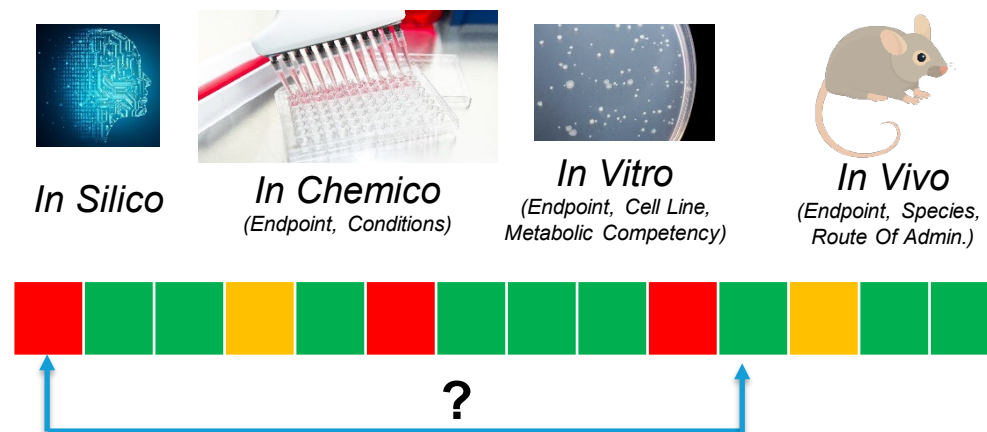 In Silico
In Chemico
(Endpoint, Conditions)
In Vitro
(Endpoint, Cell Line,
Metabolic Competency)
In Vivo
(Endpoint, Species,
Route Of Admin.)
?